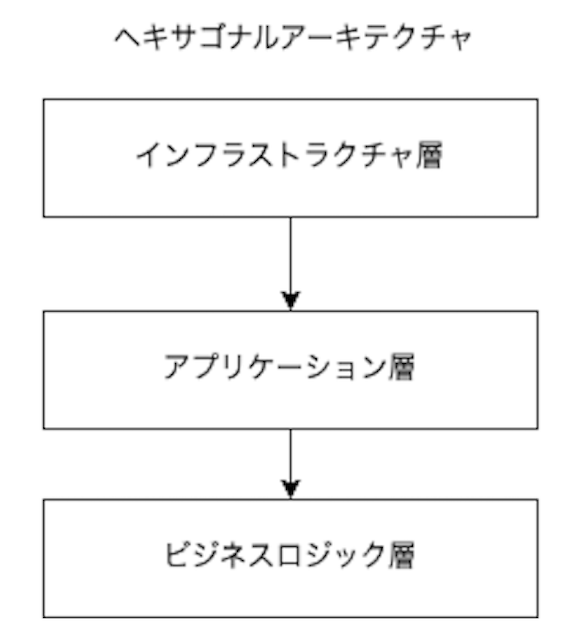 ヘキサゴナルアーキテクチャ
インフラストラクチャ層
アプリケーション層
ビジネスロジック層